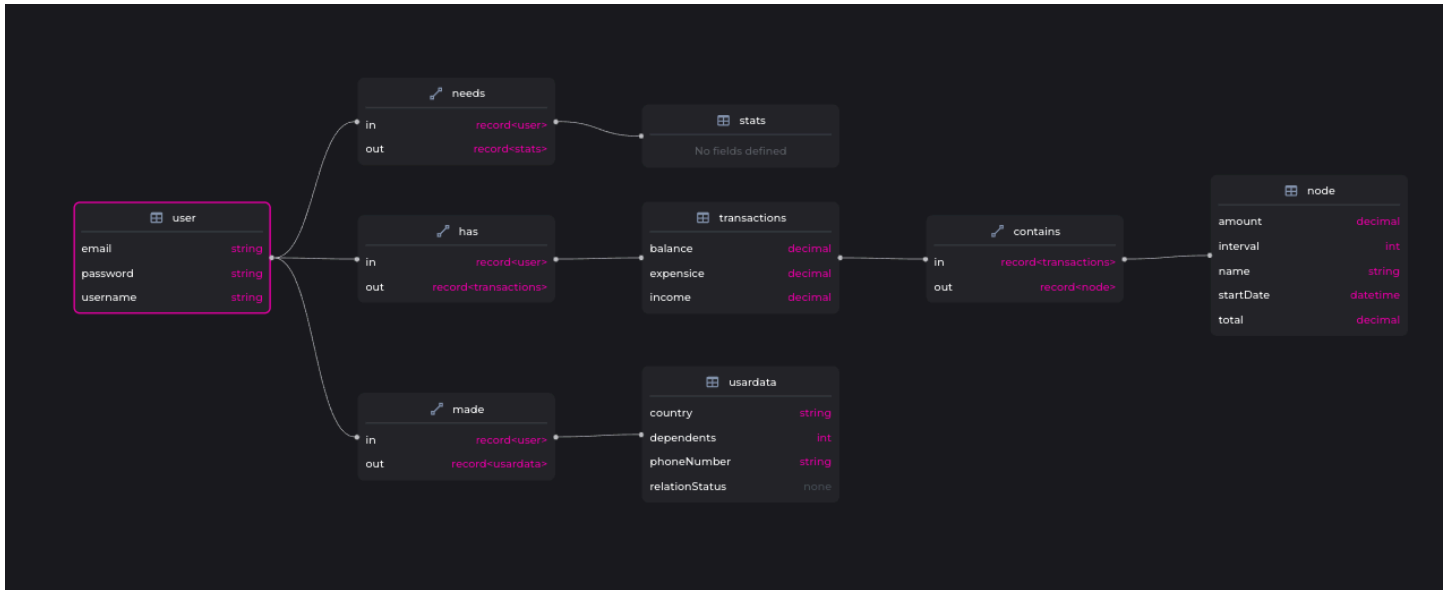 user
email string
password string
username string
needs
in record<user>
out record<stats>
has
in record<user>
out record<transactions>
made
in record<user>
out record<usardata>
stats
No fields defined
transactions
balance decimal
expensice decimal
income decimal
usardata
country string
dependents int
phoneNumber string
relationStatus none
contains
in record<transactions>
out record<node>
node
amount decimal
interval int
name string
startDate datetime
total decimal